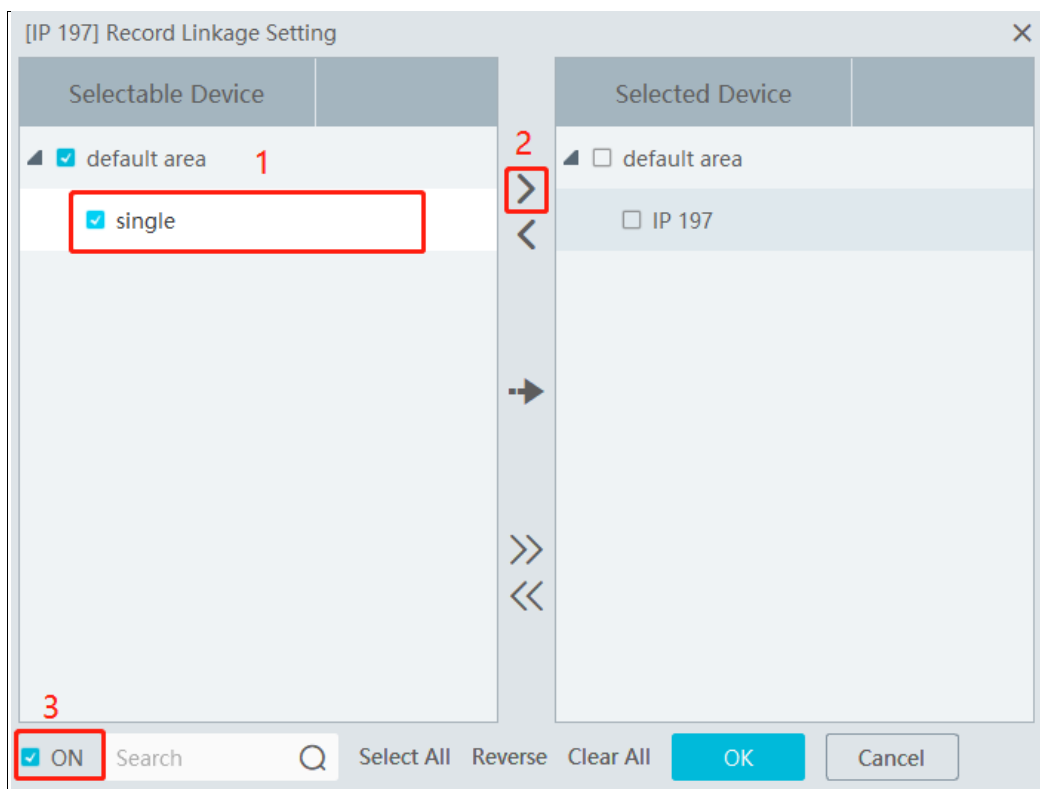 [IP 197] Record Linkage Setting
Selectable Device
Selected Device
default area 1
2
default area
single
IP 197
3
ON Search Select All Reverse Clear All OK Cancel